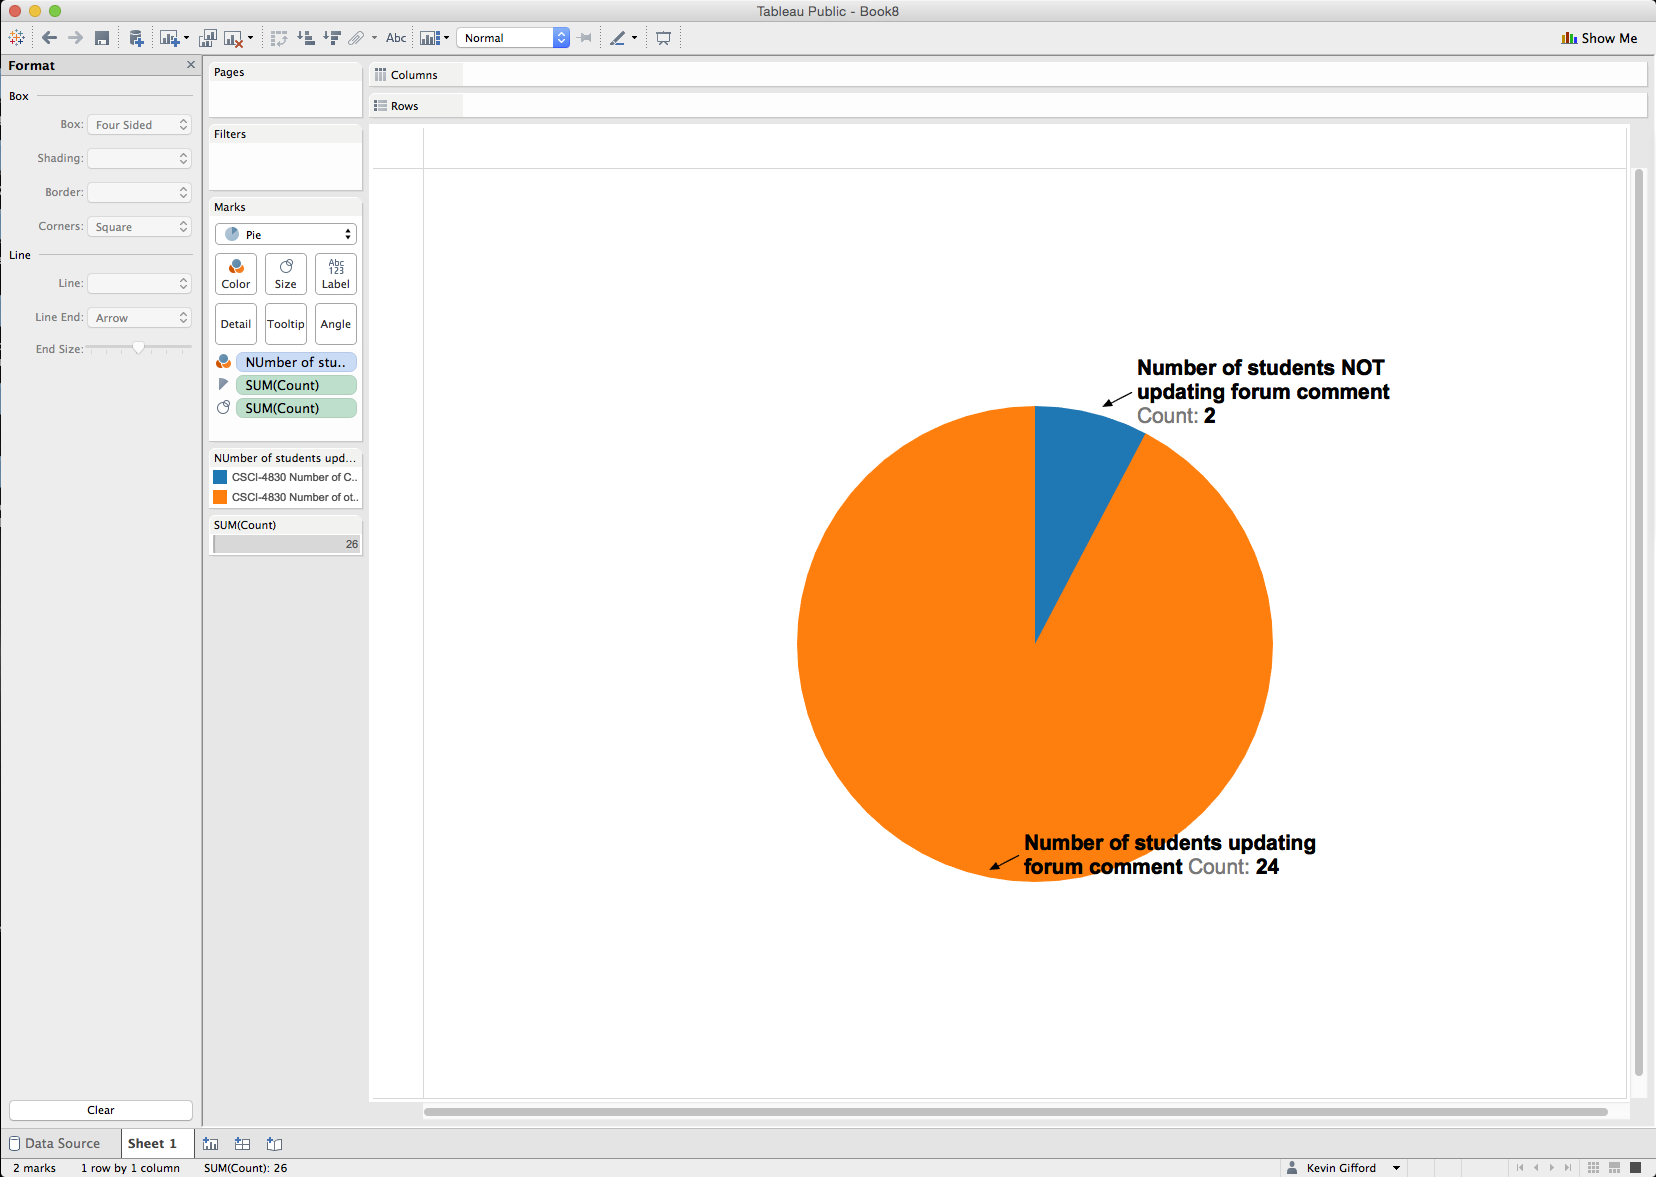 Tableau Public - Book8
Abc
Normal
Show Me
Format
Box
Box: Four Sided
Shading:
Border:
Corners: Square
Line
Line:
Line End: Arrow
End Size:
Clear
Pages
Filters
Marks
Pie
Color
Size
Abc
123
Label
Detail
Tooltip
Angle
NUmber of stu..
SUM(Count)
SUM(Count)
NUmber of students upd...
CSCI-4830 Number of C..
CSCI-4830 Number of ot..
SUM(Count)
26
Columns
Rows
Number of students NOT
updating forum comment
Count: 2
Number of students updating
forum comment Count: 24
Data Source
Sheet 1
2 marks
1 row by 1 column
SUM(Count): 26
Kevin Gifford